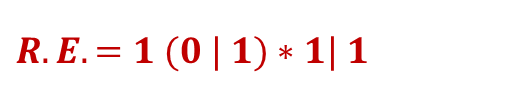 R. E. = 1 (0 | 1) * 1| 1